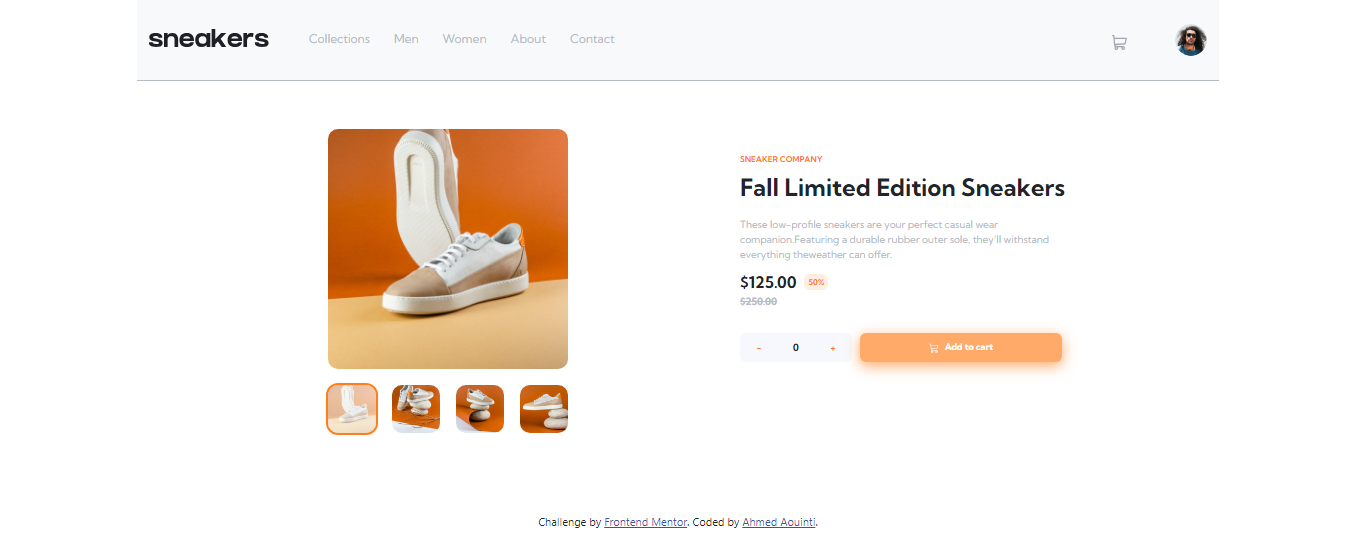 sneakers
Collections Men Women About Contact
SNEAKER COMPANY
Fall Limited Edition Sneakers
These low-profile sneakers are your perfect casual wear
companion.Featuring a durable rubber outer sole, they'll withstand
everything theweather can offer.
$125.00 50%
$250.00
- 0 + Add to cart
Challenge by Frontend Mentor. Coded by Ahmed Aouinti.